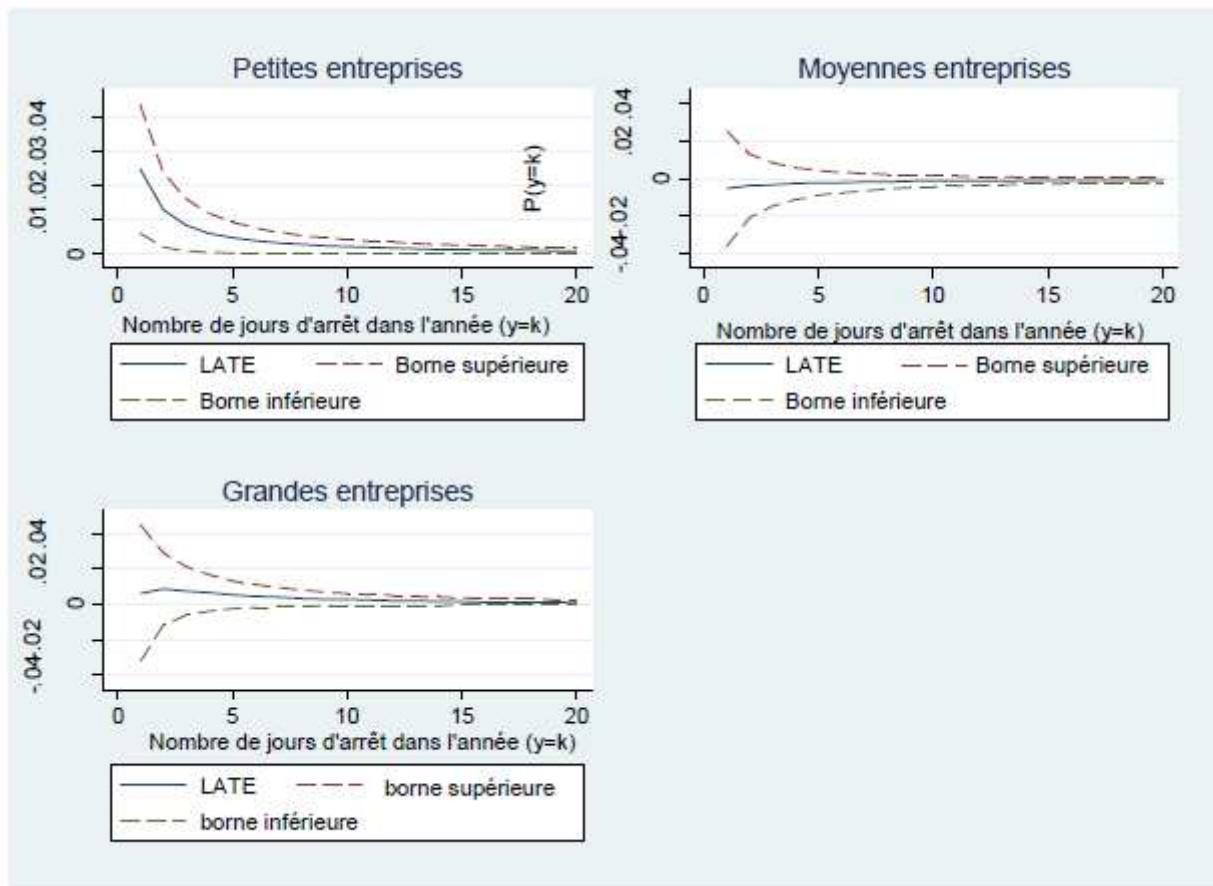 Petites entreprises
.01.02.03.04
0
0 5 10 15 20
Nombre de jours d'arrêt dans l'année (y=k)
LATE
Borne supérieure
Borne inférieure
Moyennes entreprises
P(y=k)
-.04-.02
0
.02.04
0 5 10 15 20
Nombre de jours d'arrêt dans l'année (y=k)
LATE
Borne supérieure
Borne inférieure
Grandes entreprises
-.04-.02
0
.02.04
0 5 10 15 20
Nombre de jours d'arrêt dans l'année (y=k)
LATE
borne supérieure
borne inférieure